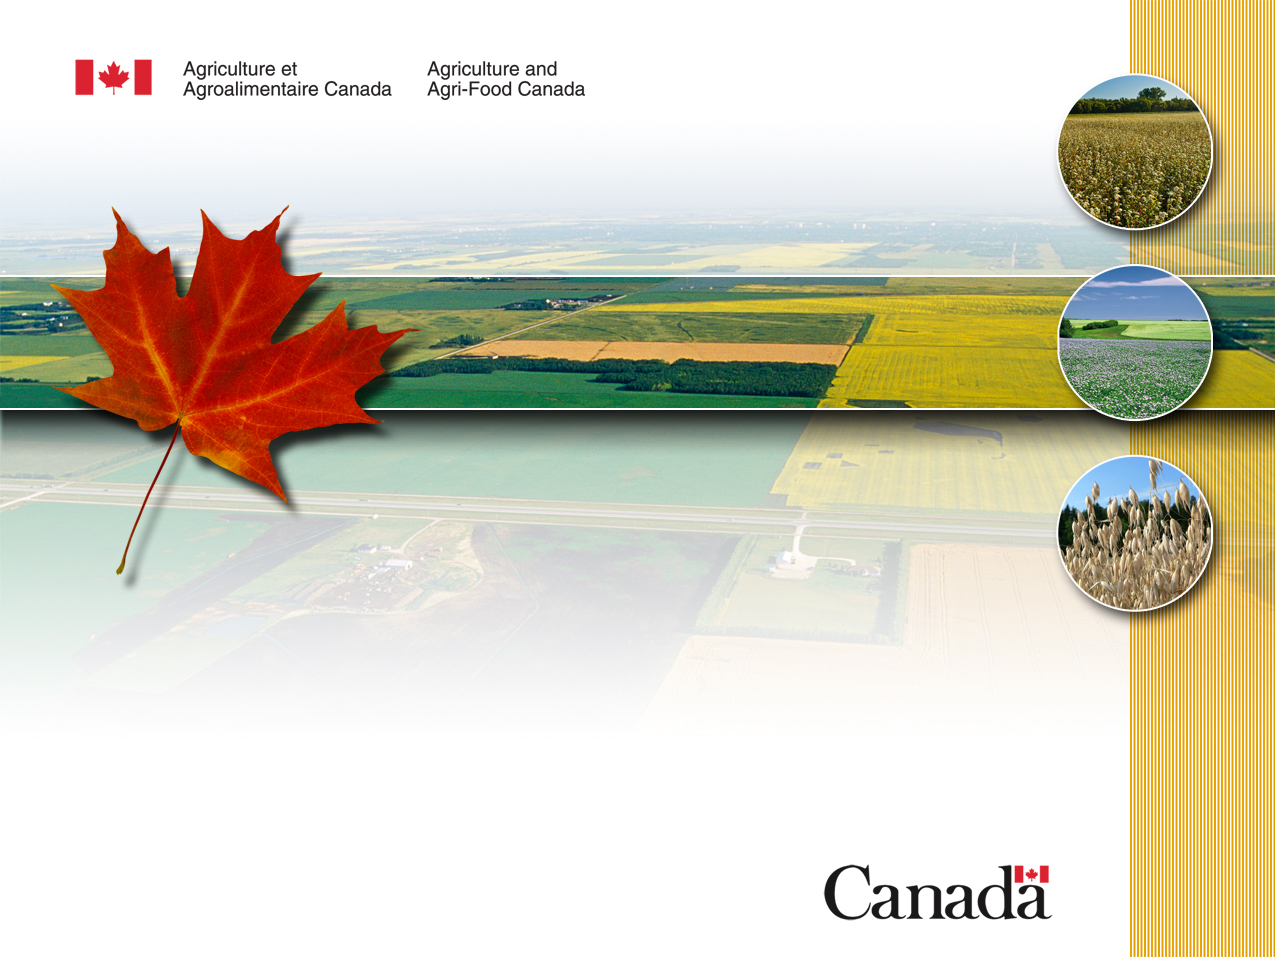 Agriculture et
Agroalimentaire Canada
Agriculture and
Agri-Food Canada
Canada